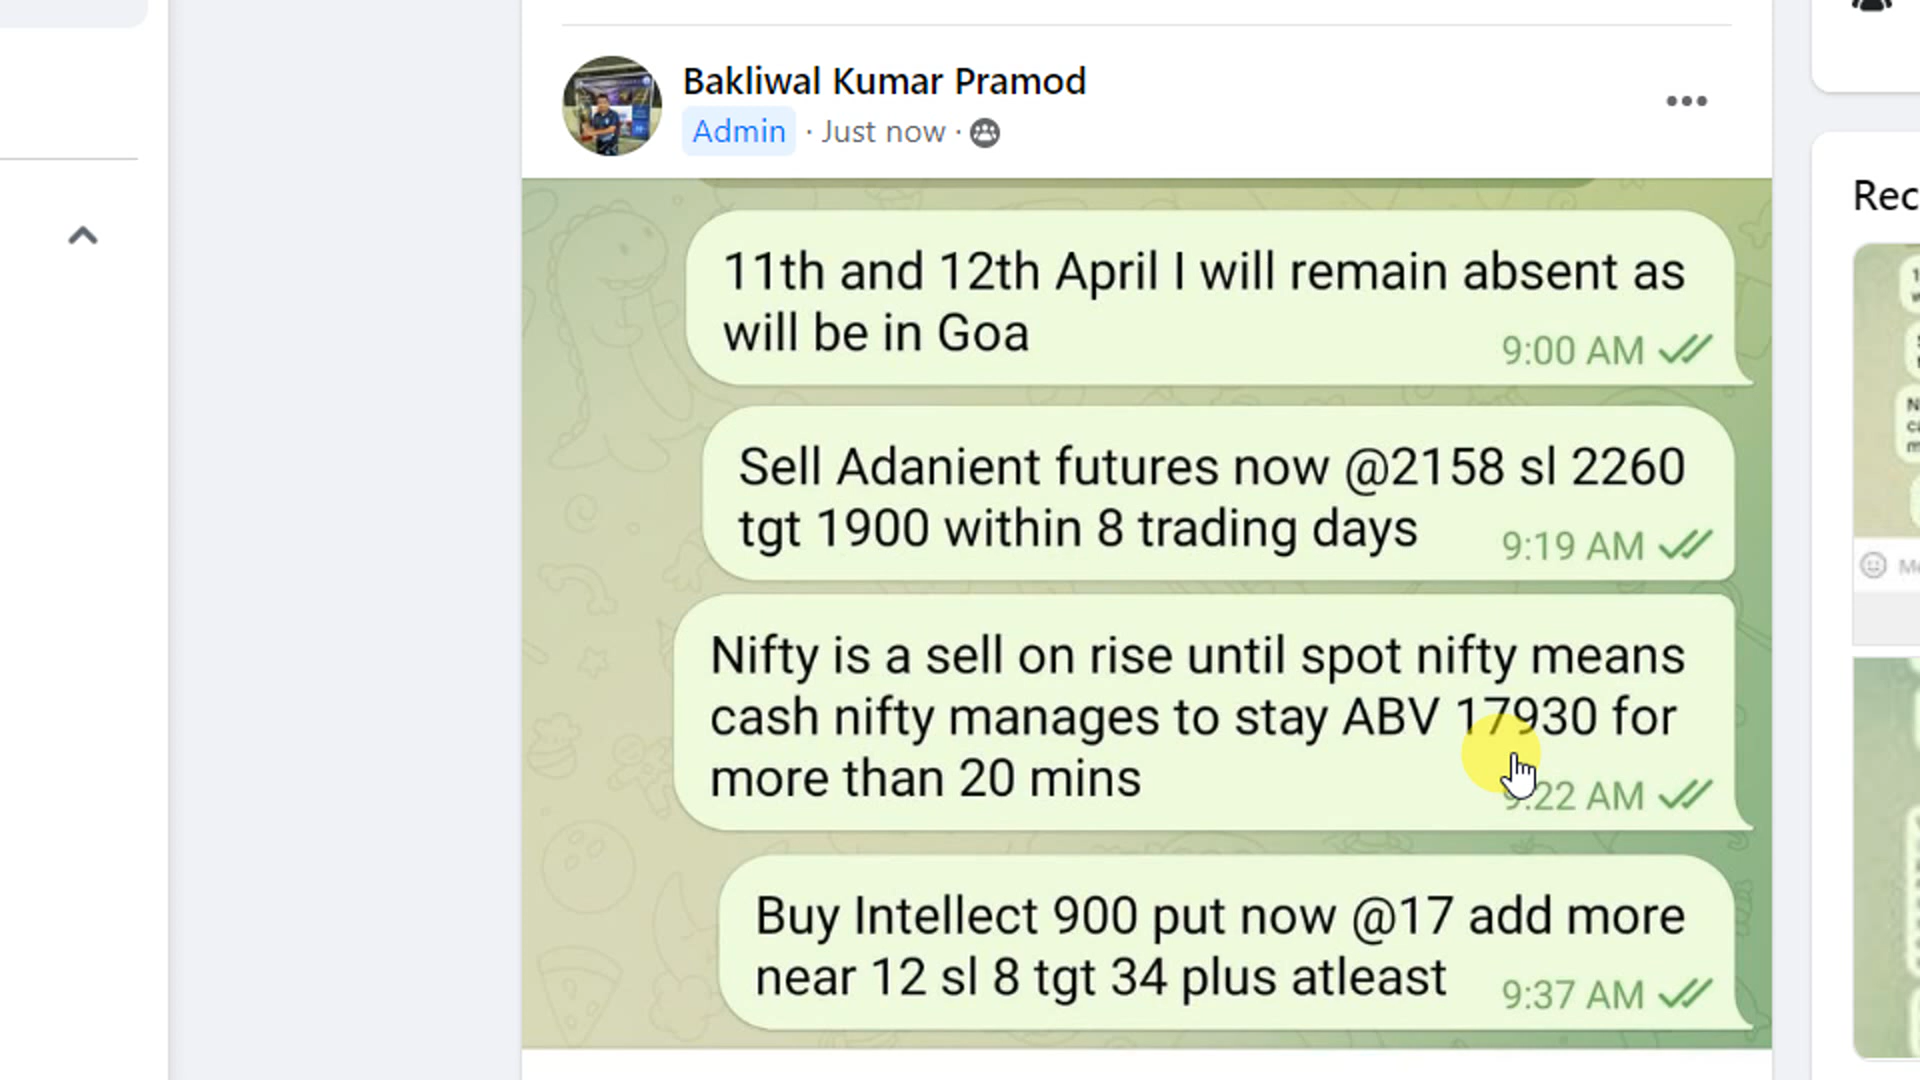 Bakliwal Kumar Pramod
Admin · Just now ·
11th and 12th April I will remain absent as
will be in Goa
9:00 AM
Sell Adanient futures now @2158 sl 2260
tgt 1900 within 8 trading days
9:19 AM
Nifty is a sell on rise until spot nifty means
cash nifty manages to stay ABV 17930 for
more than 20 mins
9:22 AM
Buy Intellect 900 put now @17 add more
near 12 sl 8 tgt 34 plus atleast
9:37 AM
Rec